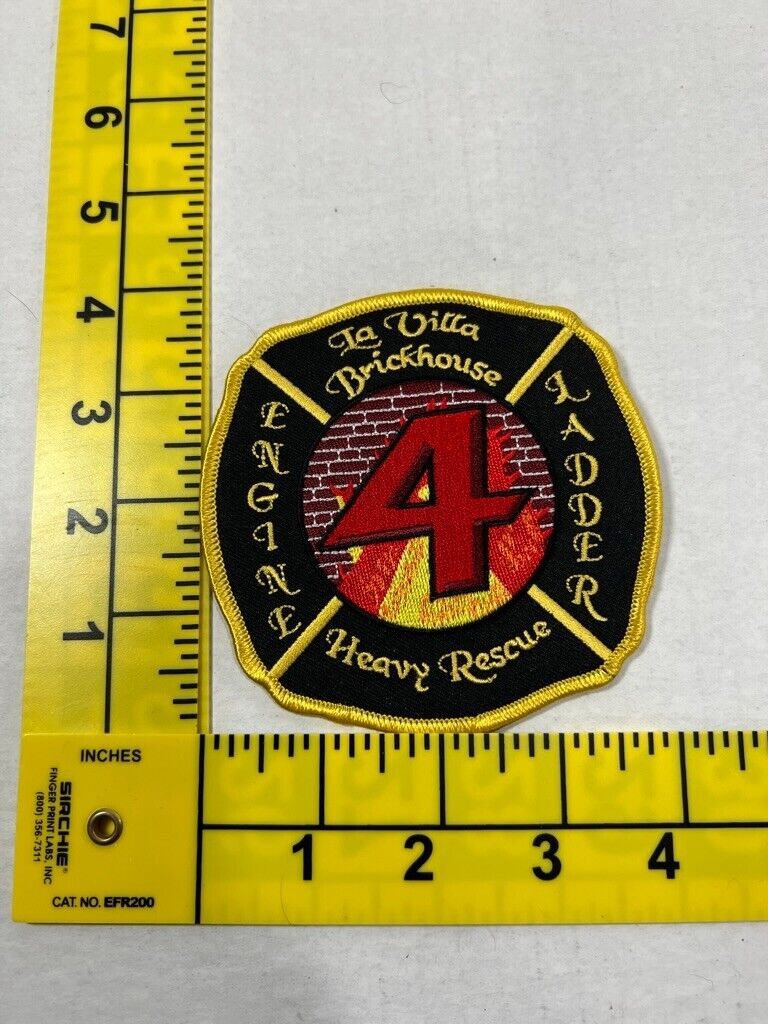 La Villa
Brickhouse
ENGINE
4
LADDER
Heavy Rescue
7
6
5
4
3
2
1
INCHES
SIRCHIE®
FINGER PRINT LABS, INC
(800) 356-7311
CAT. NO. EFR200
1 2 3 4